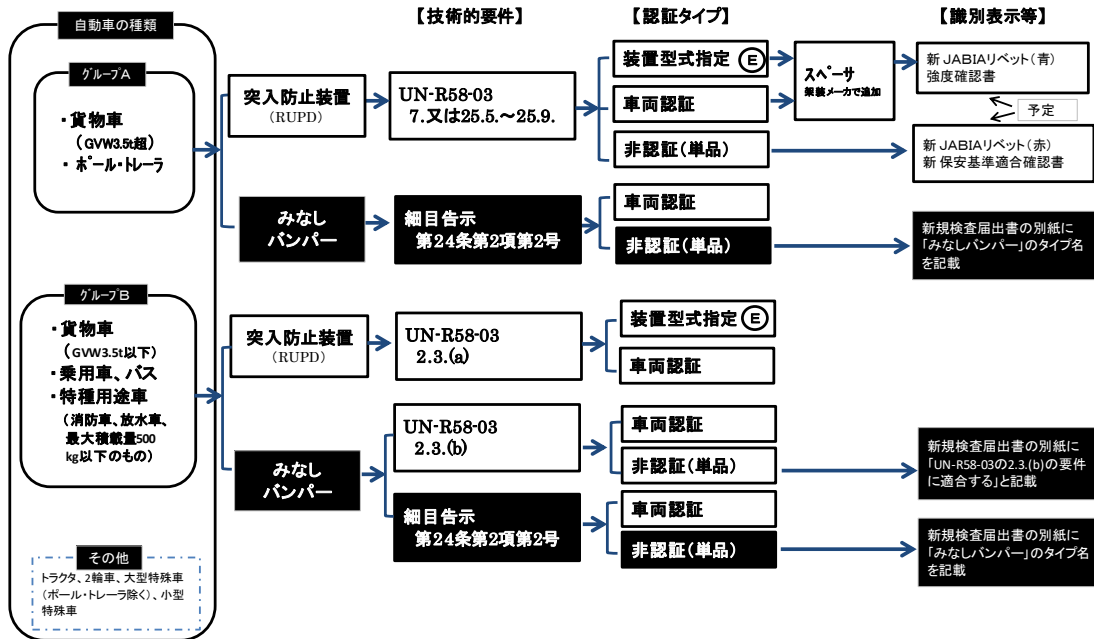 【技術的要件】
【認証タイプ】
【識別表示等】
自動車の種類
グループA
・貨物車
(GVW3.5t超)
・ポール・トレーラ
突入防止装置
(RUPD)
UN-R58-03
7.又は25.5.～25.9.
装置型式指定 Ⓔ
車両認証
非認証(単品)
スペーサ
架装メーカで追加
新 JABIAリベット(青)
強度確認書
予定
新 JABIAリベット(赤)
新 保安基準適合確認書
みなし
バンパー
細目告示
第24条第2項第2号
車両認証
非認証(単品)
新規検査届出書の別紙に
「みなしバンパー」のタイプ名
を記載
グループB
・貨物車
(GVW3.5t以下)
・乗用車、バス
・特種用途車
(消防車、放水車、
最大積載量500
kg以下のもの)
突入防止装置
(RUPD)
UN-R58-03
2.3.(a)
装置型式指定 Ⓔ
車両認証
みなし
バンパー
UN-R58-03
2.3.(b)
車両認証
非認証(単品)
新規検査届出書の別紙に
「UN-R58-03の2.3.(b)の要件
に適合する」と記載
細目告示
第24条第2項第2号
車両認証
非認証(単品)
新規検査届出書の別紙に
「みなしバンパー」のタイプ名
を記載
その他
トラクタ、2輪車、大型特殊車
(ポール・トレーラ除く)、小型
特殊車